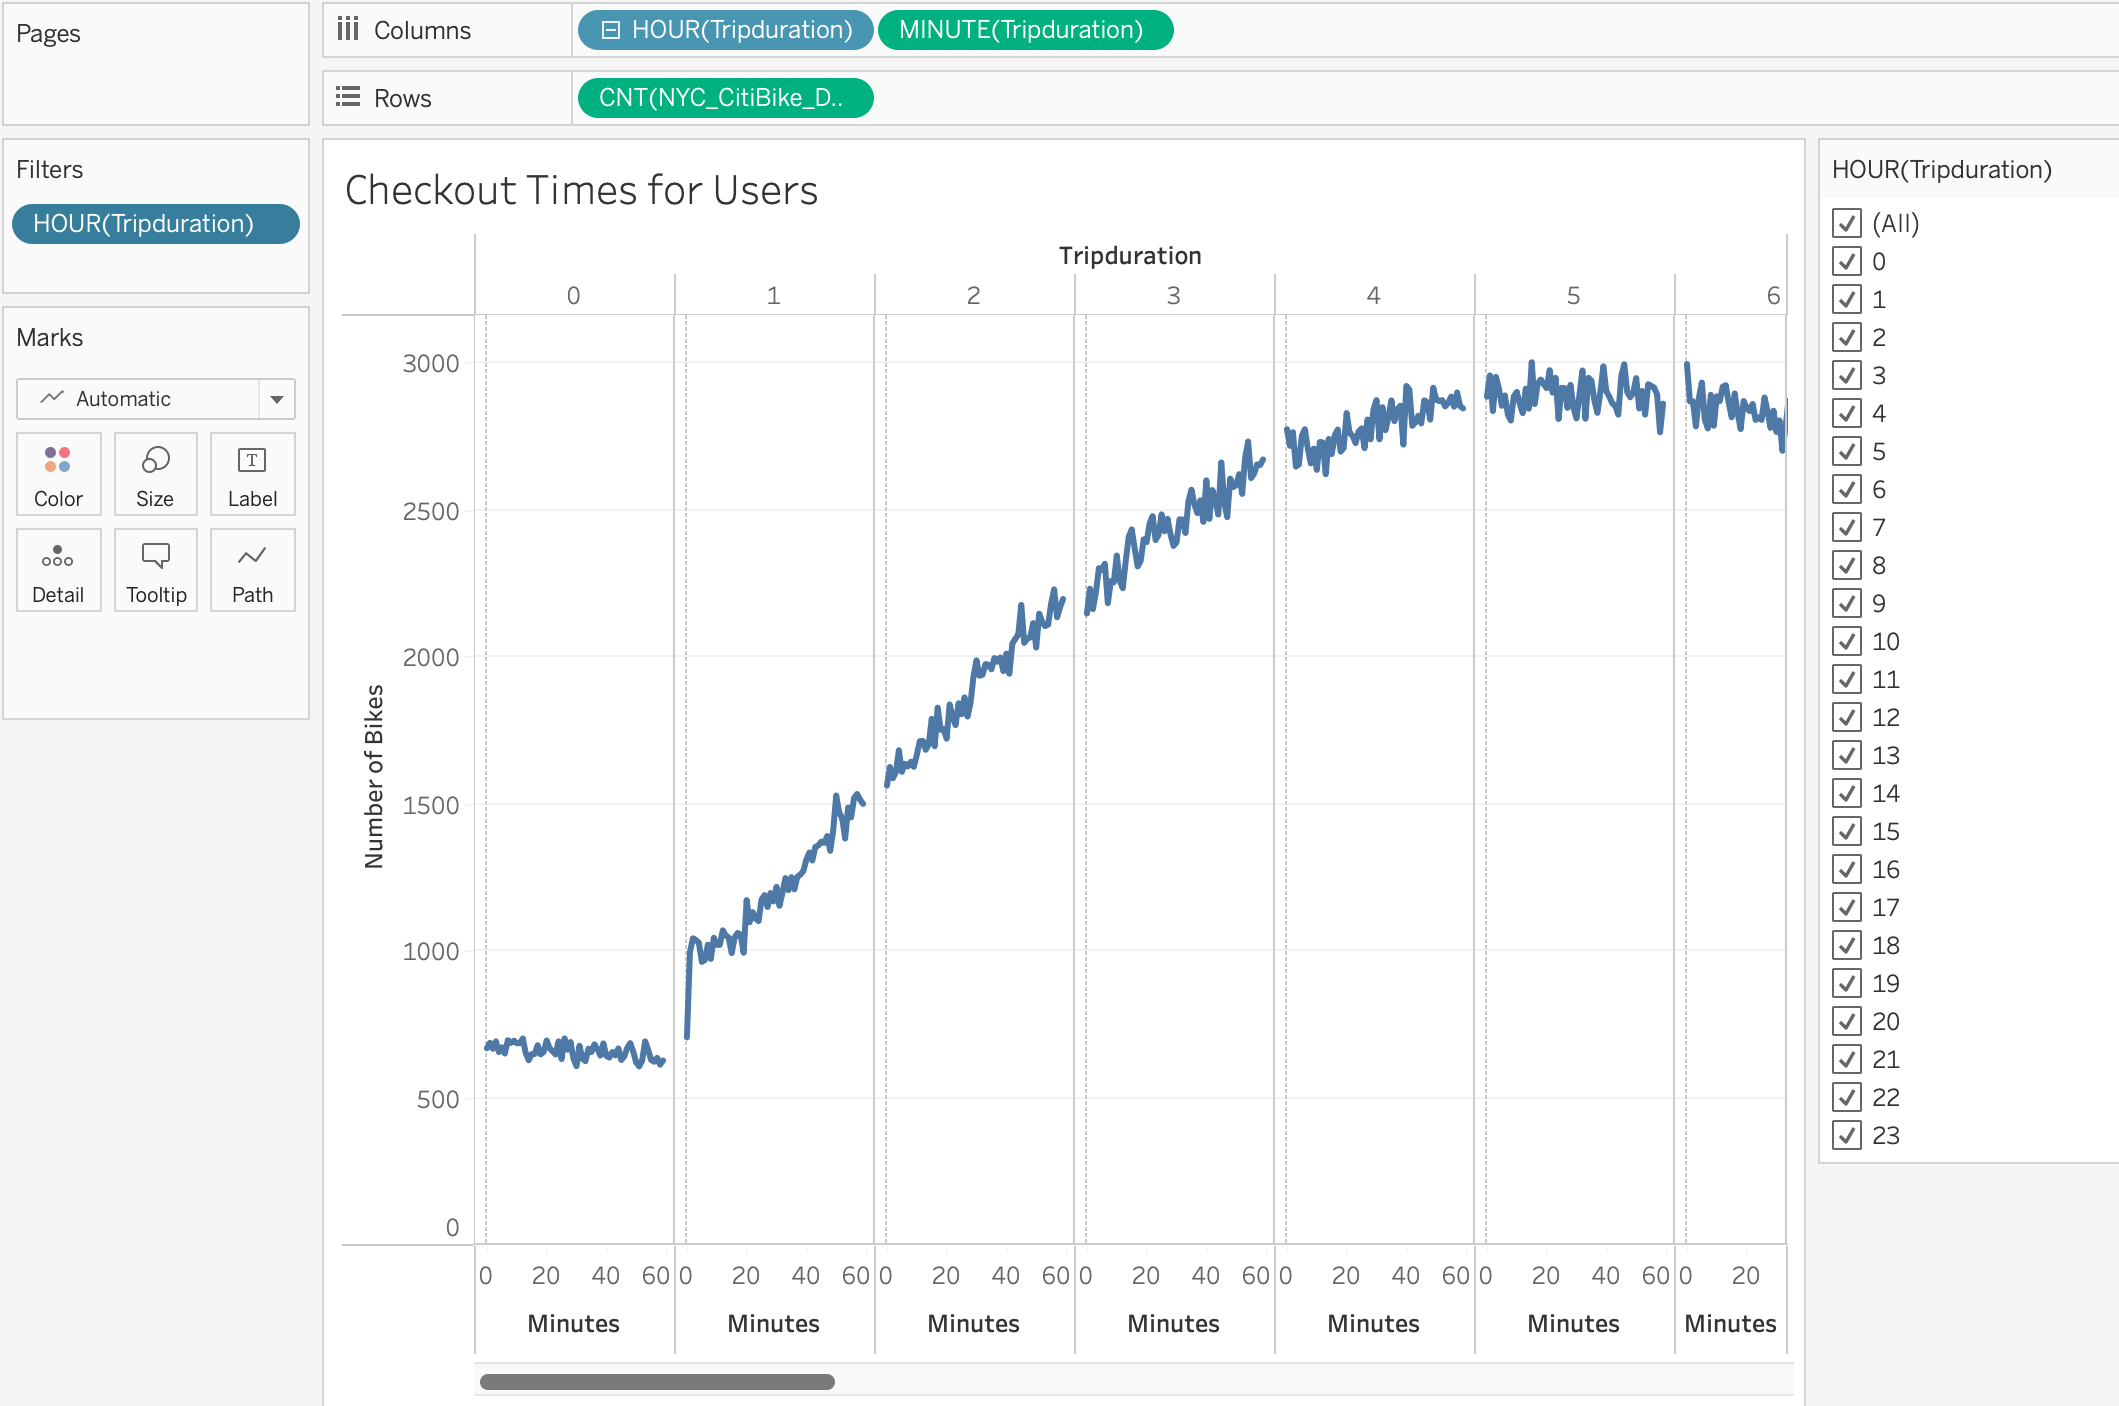 Pages
Columns
HOUR(Tripduration)
MINUTE(Tripduration)
Rows
CNT(NYC_CitiBike_D..
Filters
HOUR(Tripduration)
Marks
Automatic
Color
Size
T
Label
Detail
Tooltip
Path
Checkout Times for Users
Tripduration
0 1 2 3 4 5 6
Number of Bikes
3000
2500
2000
1500
1000
500
0
0 20 40 60 0 20 40 60 0 20 40 60 0 20 40 60 0 20 40 60 0 20 40 60 0 20
Minutes Minutes Minutes Minutes Minutes Minutes Minutes
HOUR(Tripduration)
(All)
0
1
2
3
4
5
6
7
8
9
10
11
12
13
14
15
16
17
18
19
20
21
22
23